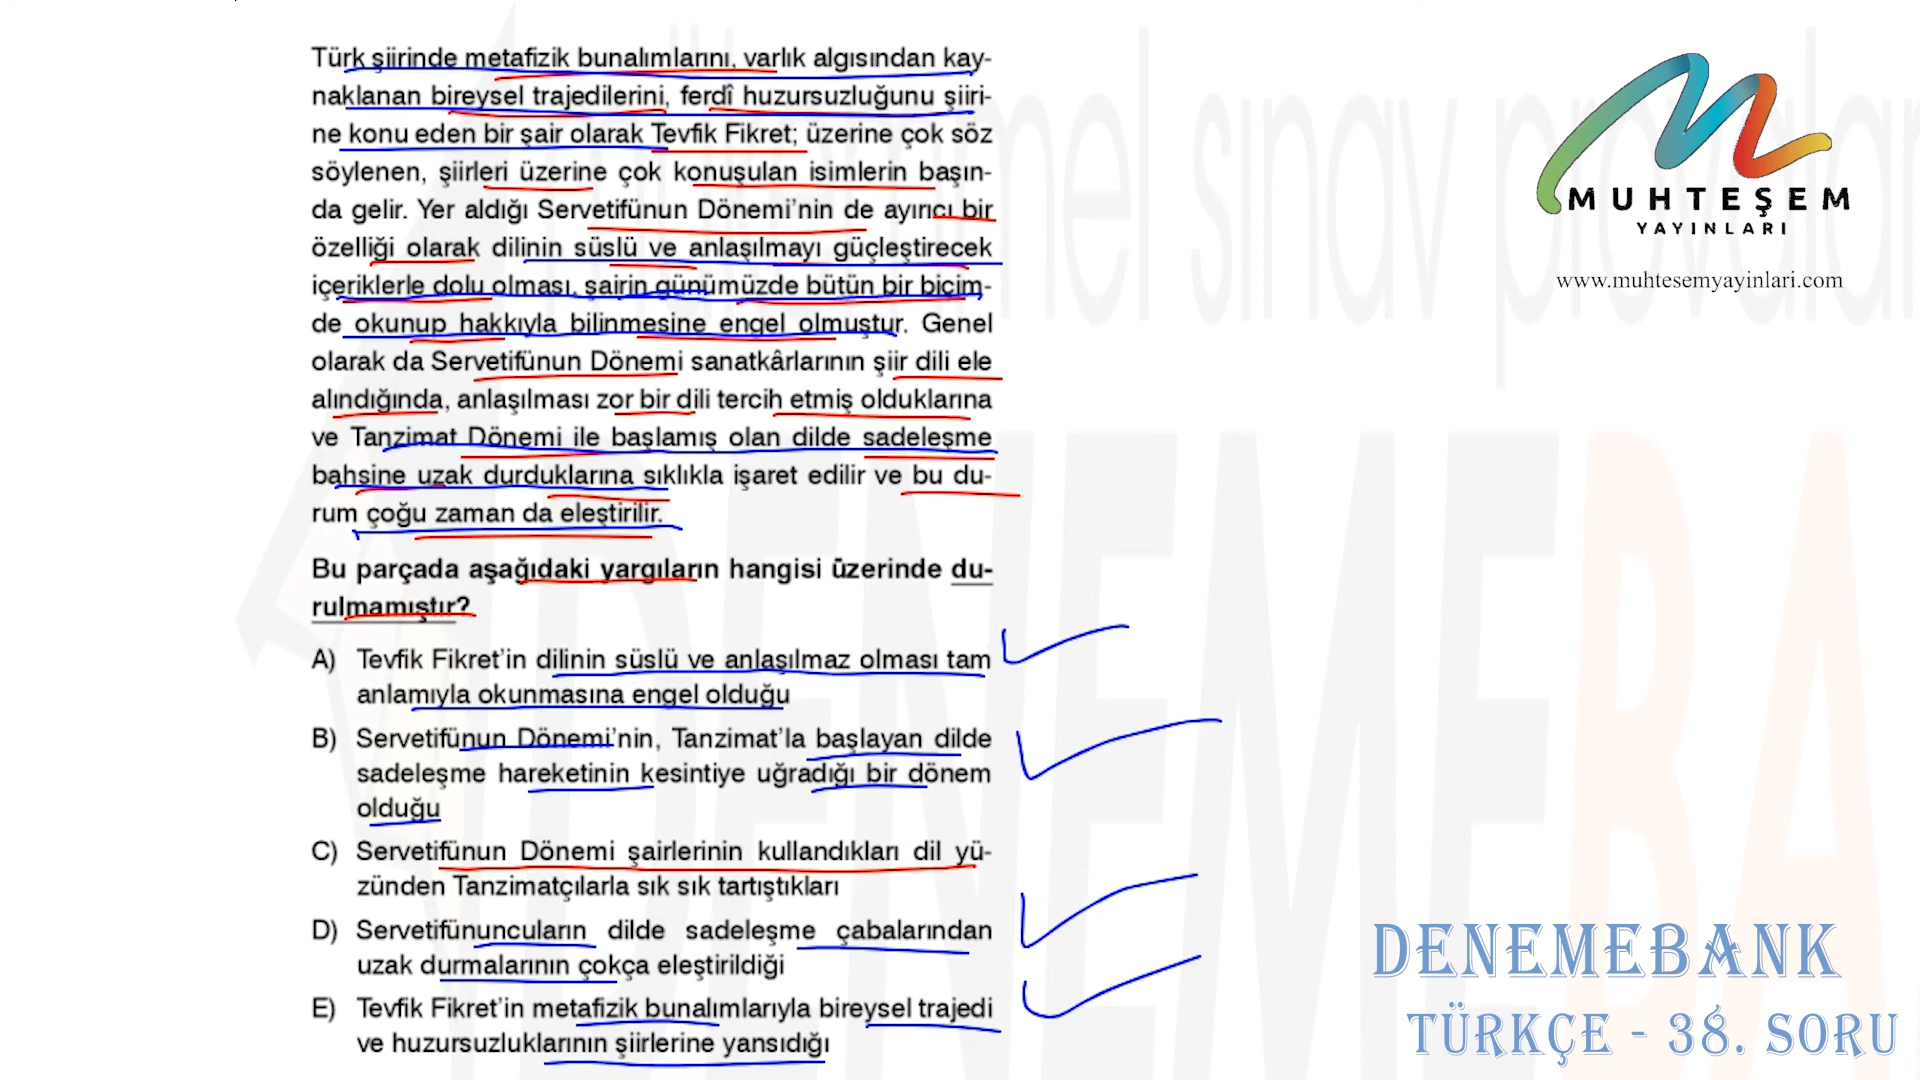 Türk şiirinde metafizik bunalımlarını, varlık algısından kay-
naklanan bireysel trajedilerini, ferdî huzursuzluğunu şiiri-
ne konu eden bir şair olarak Tevfik Fikret; üzerine çok söz
söylenen, şiirleri üzerine çok konuşulan isimlerin başın-
da gelir. Yer aldığı Servetifünun Dönemi'nin de ayırıcı bir
özelliği olarak dilinin süslü ve anlaşılmayı güçleştirecek
içeriklerle dolu olması, şairin günümüzde bütün bir biçim-
de okunup hakkıyla bilinmesine engel olmuştur. Genel
olarak da Servetifünun Dönemi sanatkârlarının şiir dili ele
alındığında, anlaşılması zor bir dili tercih etmiş olduklarına
ve Tanzimat Dönemi ile başlamış olan dilde sadeleşme
bahsine uzak durduklarına sıklıkla işaret edilir ve bu du-
rum çoğu zaman da eleştirilir.
Bu parçada aşağıdaki yargıların hangisi üzerinde du-
rulmamıştır?
A) Tevfik Fikret'in dilinin süslü ve anlaşılmaz olması tam
anlamıyla okunmasına engel olduğu
B) Servetifünun Dönemi'nin, Tanzimat'la başlayan dilde
sadeleşme hareketinin kesintiye uğradığı bir dönem
olduğu
C) Servetifünun Dönemi şairlerinin kullandıkları dil yü-
zünden Tanzimatçılarla sık sık tartıştıkları
D) Servetifünuncuların dilde sadeleşme çabalarından
uzak durmalarının çokça eleştirildiği
E) Tevfik Fikret'in metafizik bunalımlarıyla bireysel trajedi
ve huzursuzluklarının şiirlerine yansıdığı
MUHTEŞEM
YAYINLARI
www.muhtesemyayinlari.com
DENEMEBANK
TÜRKÇE - 38. SORU